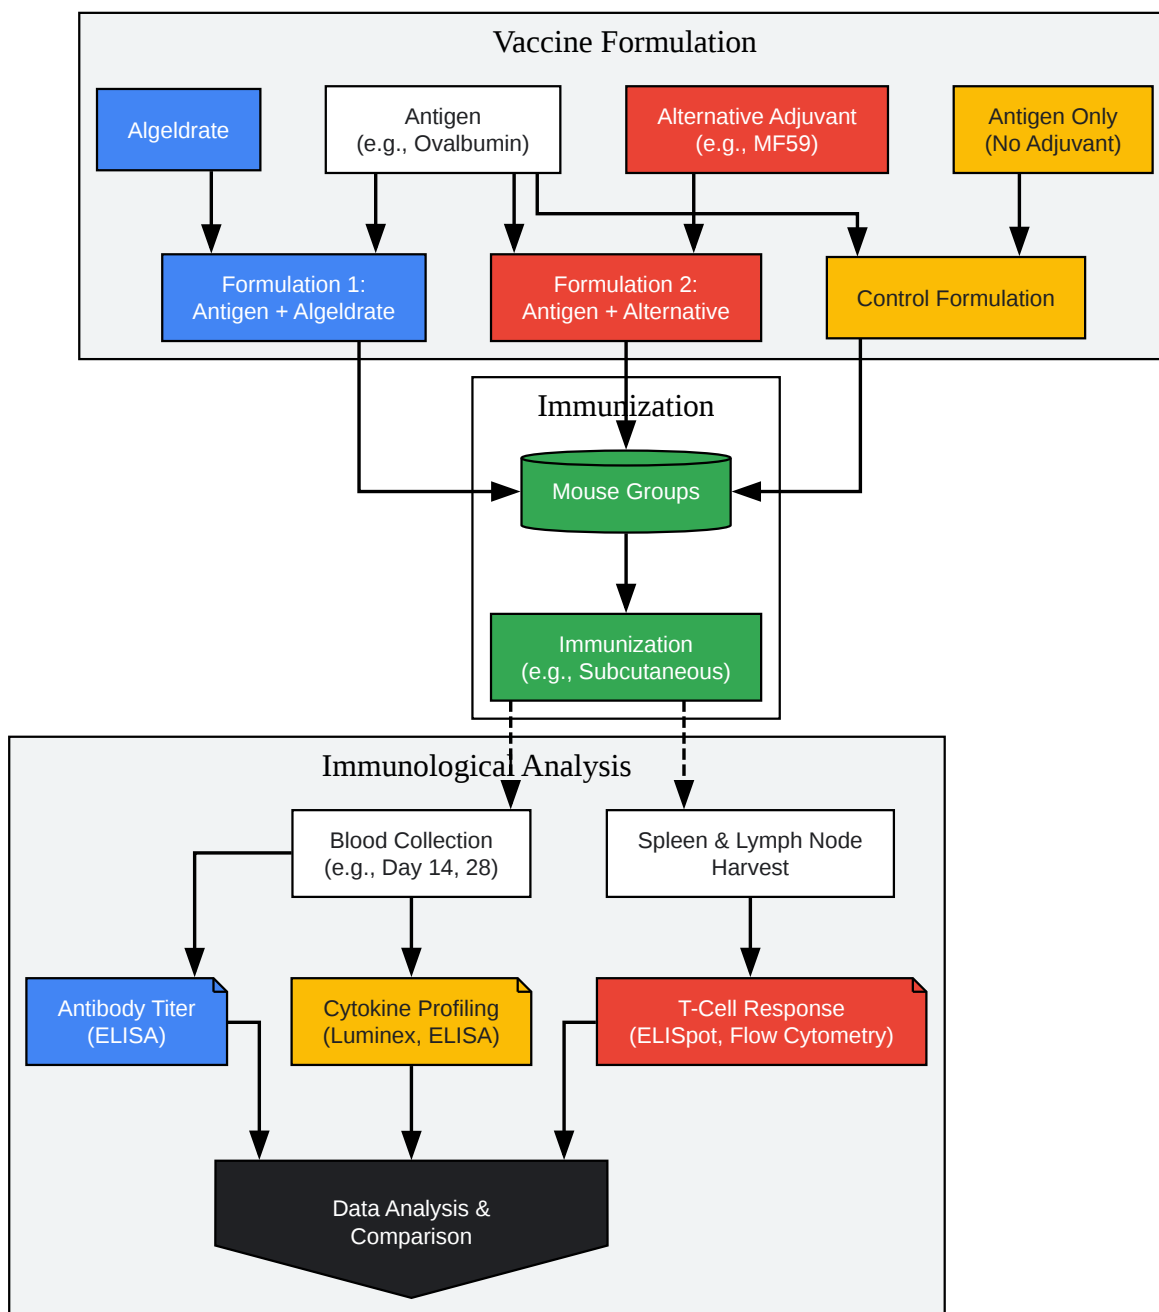 Vaccine Formulation
Algeldrate
Antigen
(e.g., Ovalbumin)
Alternative Adjuvant
(e.g., MF59)
Antigen Only
(No Adjuvant)
Formulation 1:
Antigen + Algeldrate
Formulation 2:
Antigen + Alternative
Control Formulation
Immunization
Mouse Groups
Immunization
(e.g., Subcutaneous)
Immunological Analysis
Blood Collection
(e.g., Day 14, 28)
Spleen & Lymph Node
Harvest
Antibody Titer
(ELISA)
Cytokine Profiling
(Luminex, ELISA)
T-Cell Response
(ELISpot, Flow Cytometry)
Data Analysis &
Comparison